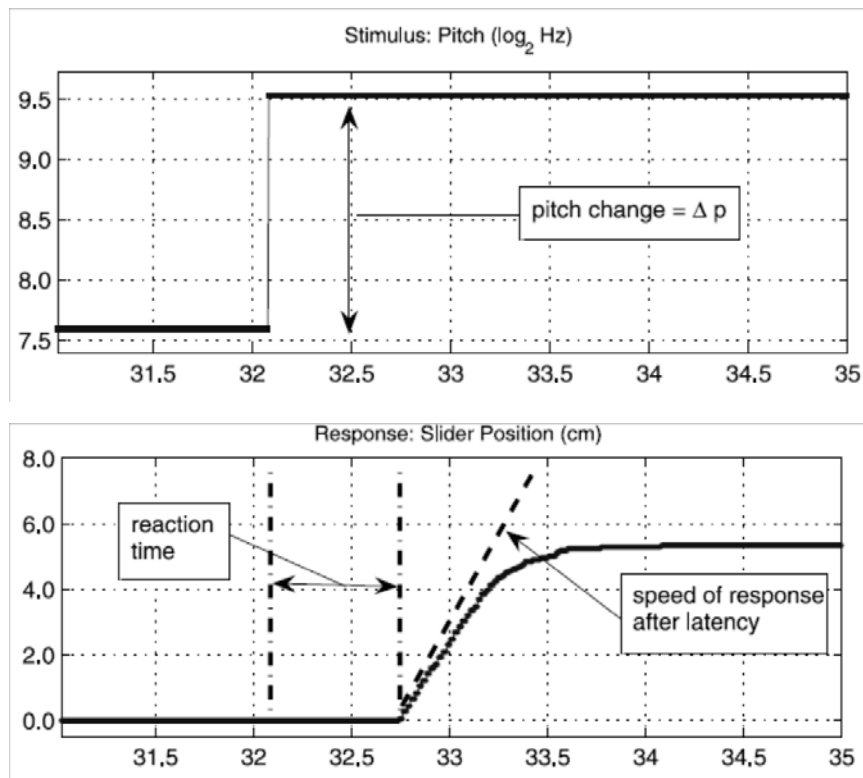 Stimulus: Pitch (log₂ Hz)
9.5
9.0
8.5
8.0
7.5
pitch change = Δ p
31.5 32 32.5 33 33.5 34 34.5 35
Response: Slider Position (cm)
8.0
6.0
4.0
2.0
0.0
reaction
time
speed of response
after latency
31.5 32 32.5 33 33.5 34 34.5 35